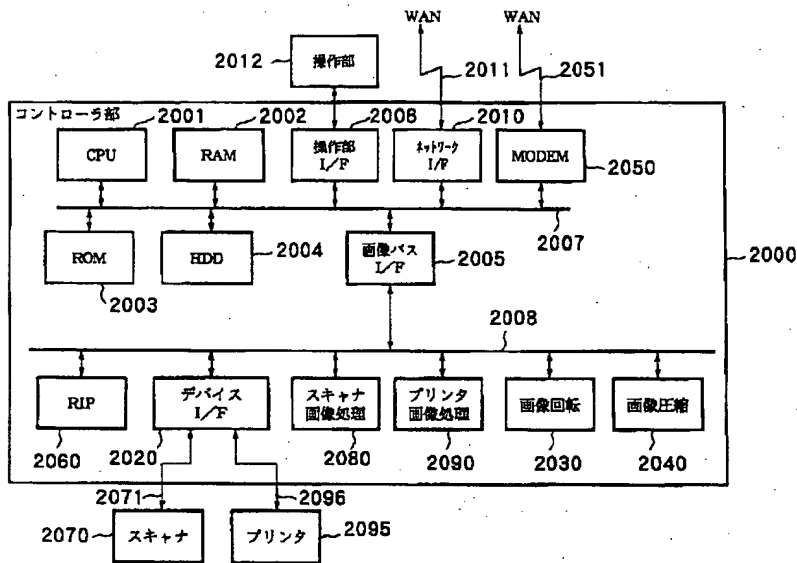 WAN WAN
2012 操作部 2011 2051
コントローラ部 2001 2002 2008 2010
CPU RAM 操作部 I/F ネットワーク I/F MODEM 2050
2007
ROM HDD 2004 画像バス I/F 2005 2000
2003
2008
RIP デバイス I/F スキャナ 画像処理 プリンタ 画像処理 画像回転 画像圧縮
2060 2020 2080 2090 2030 2040
2071 2096
2070 スキャナ プリンタ 2095